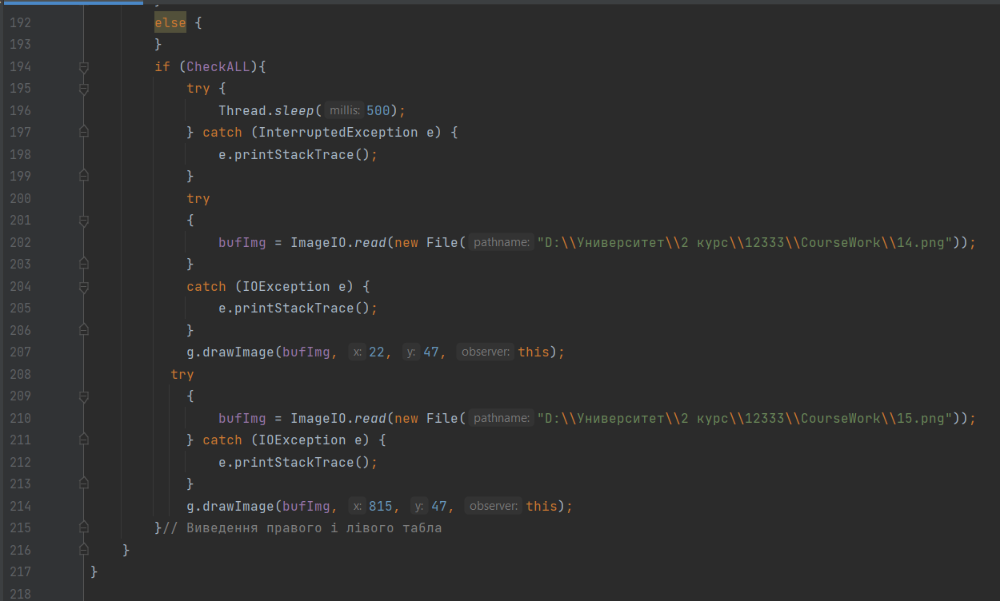 192 else {
193 }
194 if (CheckALL){
195 try {
196 Thread.sleep( millis: 500);
197 } catch (InterruptedException e) {
198 e.printStackTrace();
199 }
200 try
201 {
202 bufImg = ImageIO.read(new File( pathname: "D:\\Университет\\2 курс\\12333\\CourseWork\\14.png"));
203 }
204 catch (IOException e) {
205 e.printStackTrace();
206 }
207 g.drawImage(bufImg, x: 22, y: 47, observer: this);
208 try
209 {
210 bufImg = ImageIO.read(new File( pathname: "D:\\Университет\\2 курс\\12333\\CourseWork\\15.png"));
211 } catch (IOException e) {
212 e.printStackTrace();
213 }
214 g.drawImage(bufImg, x: 815, y: 47, observer: this);
215 }// Виведення правого і лівого табла
216 }
217 }
218